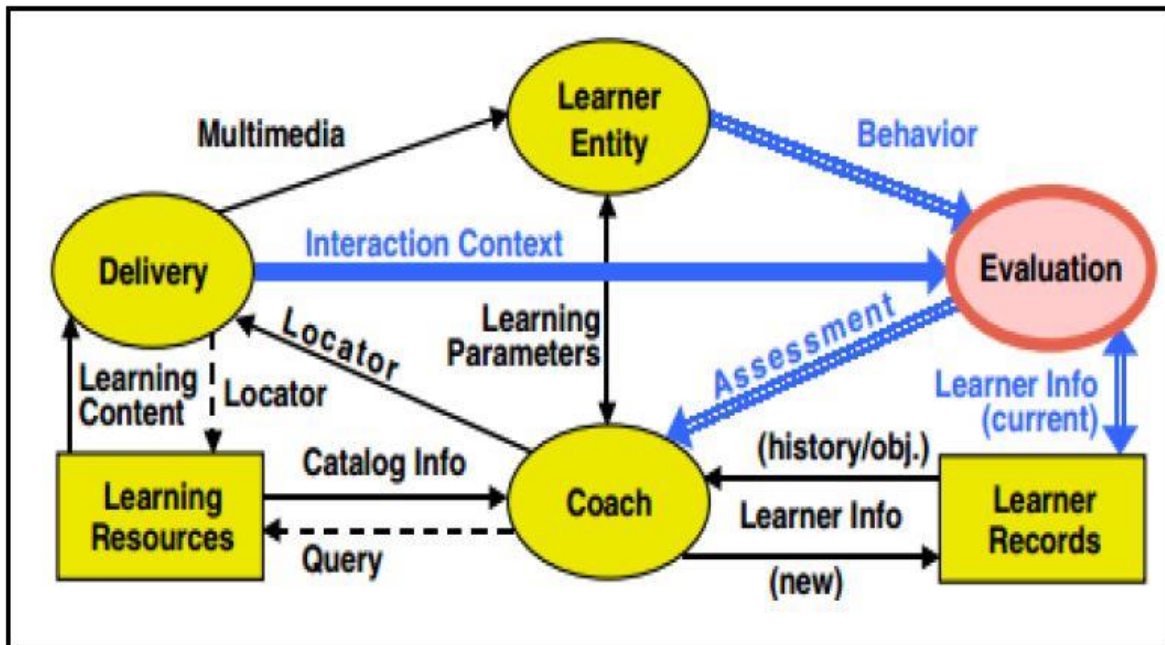 Learner
Entity
Multimedia
Behavior
Interaction Context
Delivery
Evaluation
Locator
Learning
Parameters
Assessment
Learning
Content
Locator
Learner Info
(current)
Catalog Info
(history/obj.)
Learning
Resources
Coach
Learner Info
Learner
Records
Query
(new)